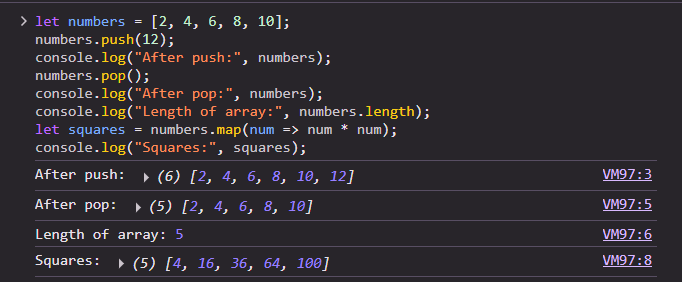 let numbers = [2, 4, 6, 8, 10];
numbers.push(12);
console.log("After push:", numbers);
numbers.pop();
console.log("After pop:", numbers);
console.log("Length of array:", numbers.length);
let squares = numbers.map(num => num * num);
console.log("Squares:", squares);
After push: (6) [2, 4, 6, 8, 10, 12] VM97:3
After pop: (5) [2, 4, 6, 8, 10] VM97:5
Length of array: 5 VM97:6
Squares: (5) [4, 16, 36, 64, 100] VM97:8